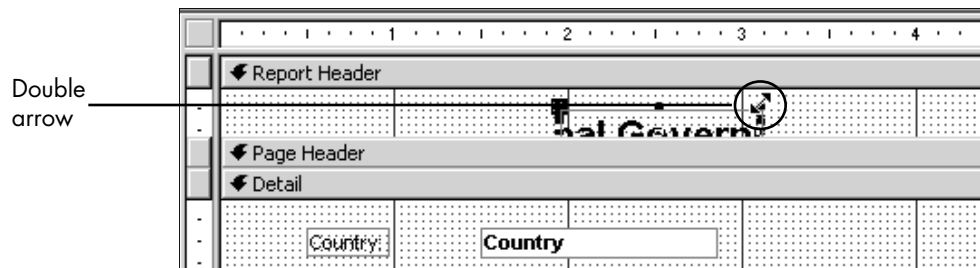 1 2 3 4
Report Header
Double
arrow
Page Header
Detail
Country:
Country